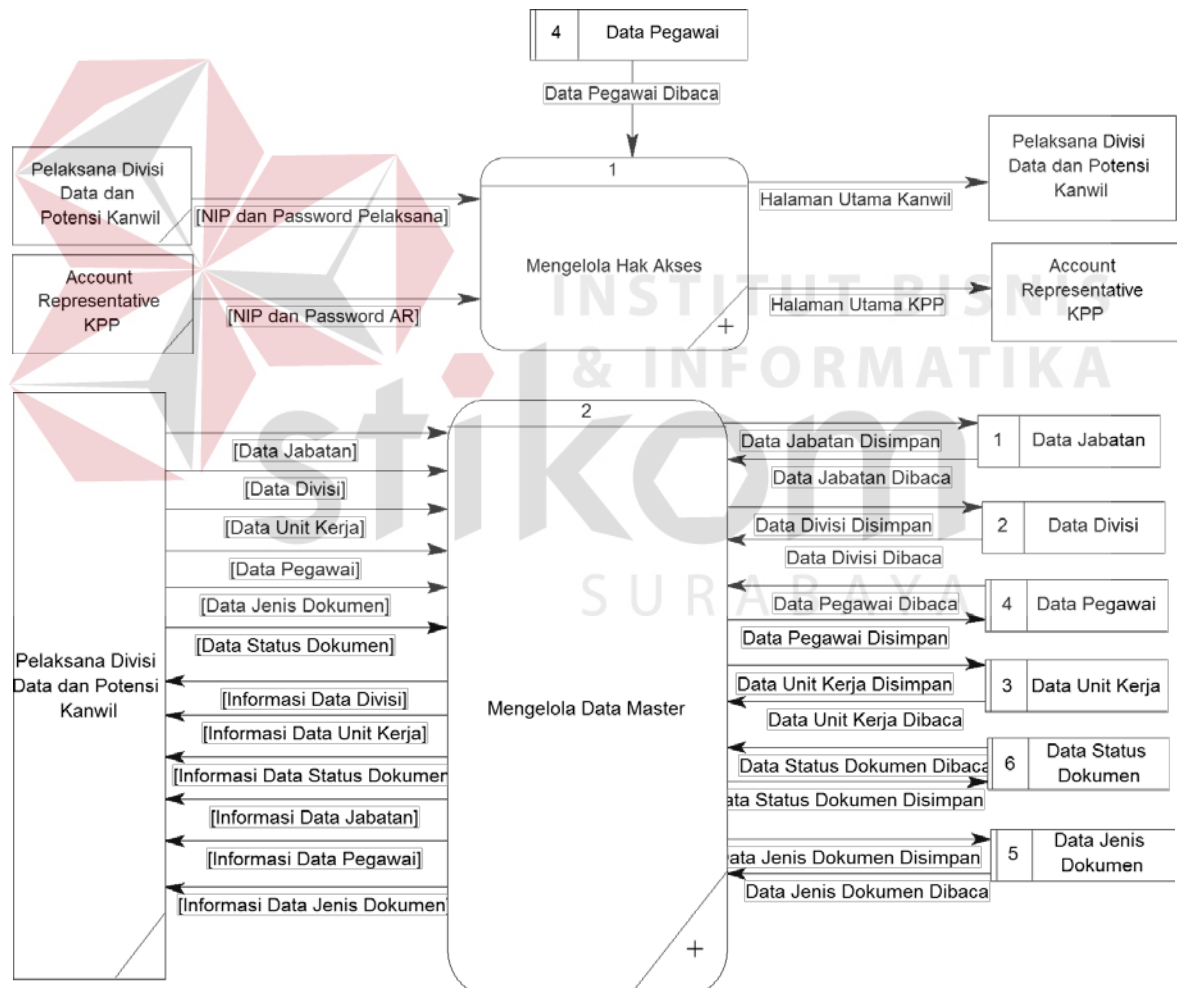 4 Data Pegawai
Data Pegawai Dibaca
Pelaksana Divisi
Data dan
Potensi Kanwil
[NIP dan Password Pelaksana]
1
Mengelola Hak Akses
Halaman Utama Kanwil
Pelaksana Divisi
Data dan Potensi
Kanwil
Account
Representative
KPP
[NIP dan Password AR]
Halaman Utama KPP
Account
Representative
KPP
+
INSTITUT BISNIS
& INFORMATIKA
stikom
SURABAYA
Pelaksana Divisi
Data dan Potensi
Kanwil
[Data Jabatan]
[Data Divisi]
[Data Unit Kerja]
[Data Pegawai]
[Data Jenis Dokumen]
[Data Status Dokumen]
[Informasi Data Divisi]
[Informasi Data Unit Kerja]
[Informasi Data Status Dokumen
[Informasi Data Jabatan]
[Informasi Data Pegawai]
[Informasi Data Jenis Dokumen]
2
Mengelola Data Master
+
Data Jabatan Disimpan
Data Jabatan Dibaca
1 Data Jabatan
Data Divisi Disimpan
Data Divisi Dibaca
2 Data Divisi
Data Pegawai Dibaca
Data Pegawai Disimpan
4 Data Pegawai
Data Unit Kerja Disimpan
Data Unit Kerja Dibaca
3 Data Unit Kerja
Data Status Dokumen Dibaca
ata Status Dokumen Disimpan
6 Data Status
Dokumen
ata Jenis Dokumen Disimpan
Data Jenis Dokumen Dibaca
5 Data Jenis
Dokumen